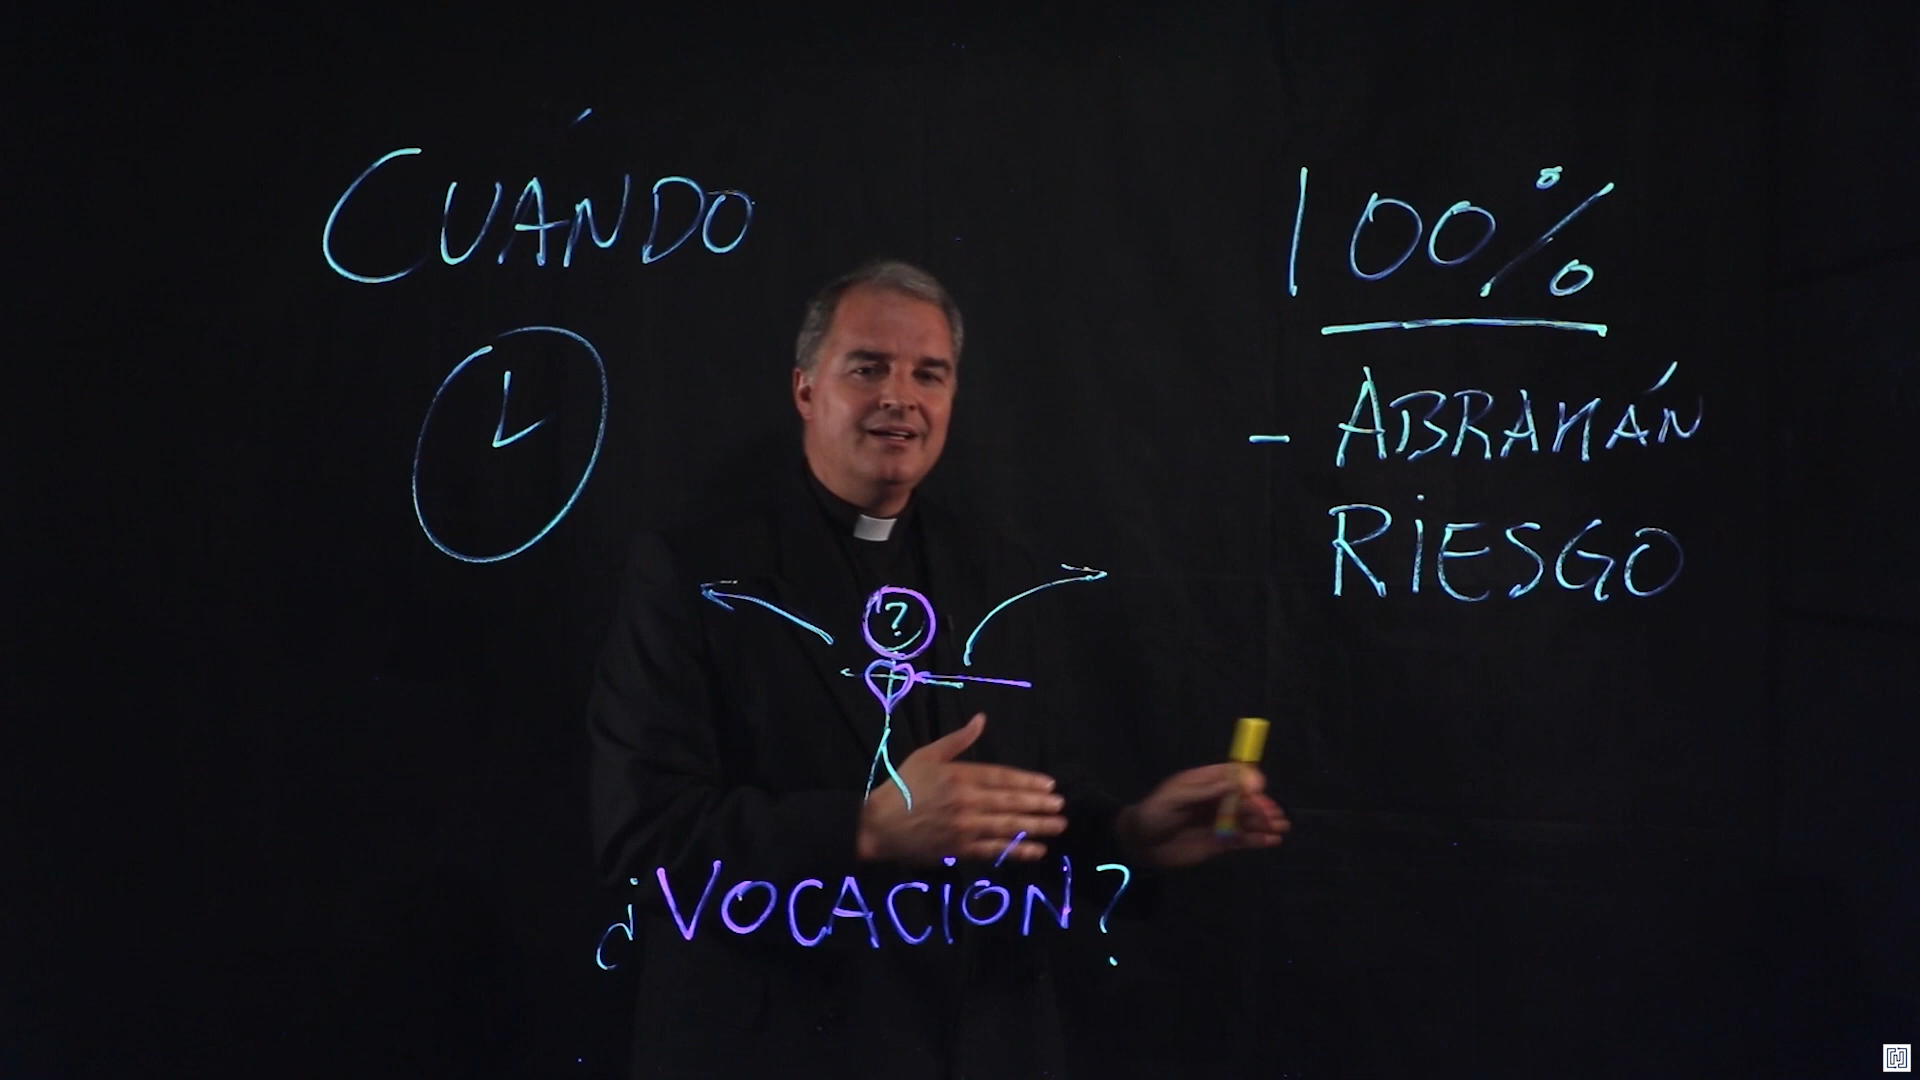 CUÁNDO
100%
- ABRAHÁN
RIESGO
?
¿VOCACIÓN?